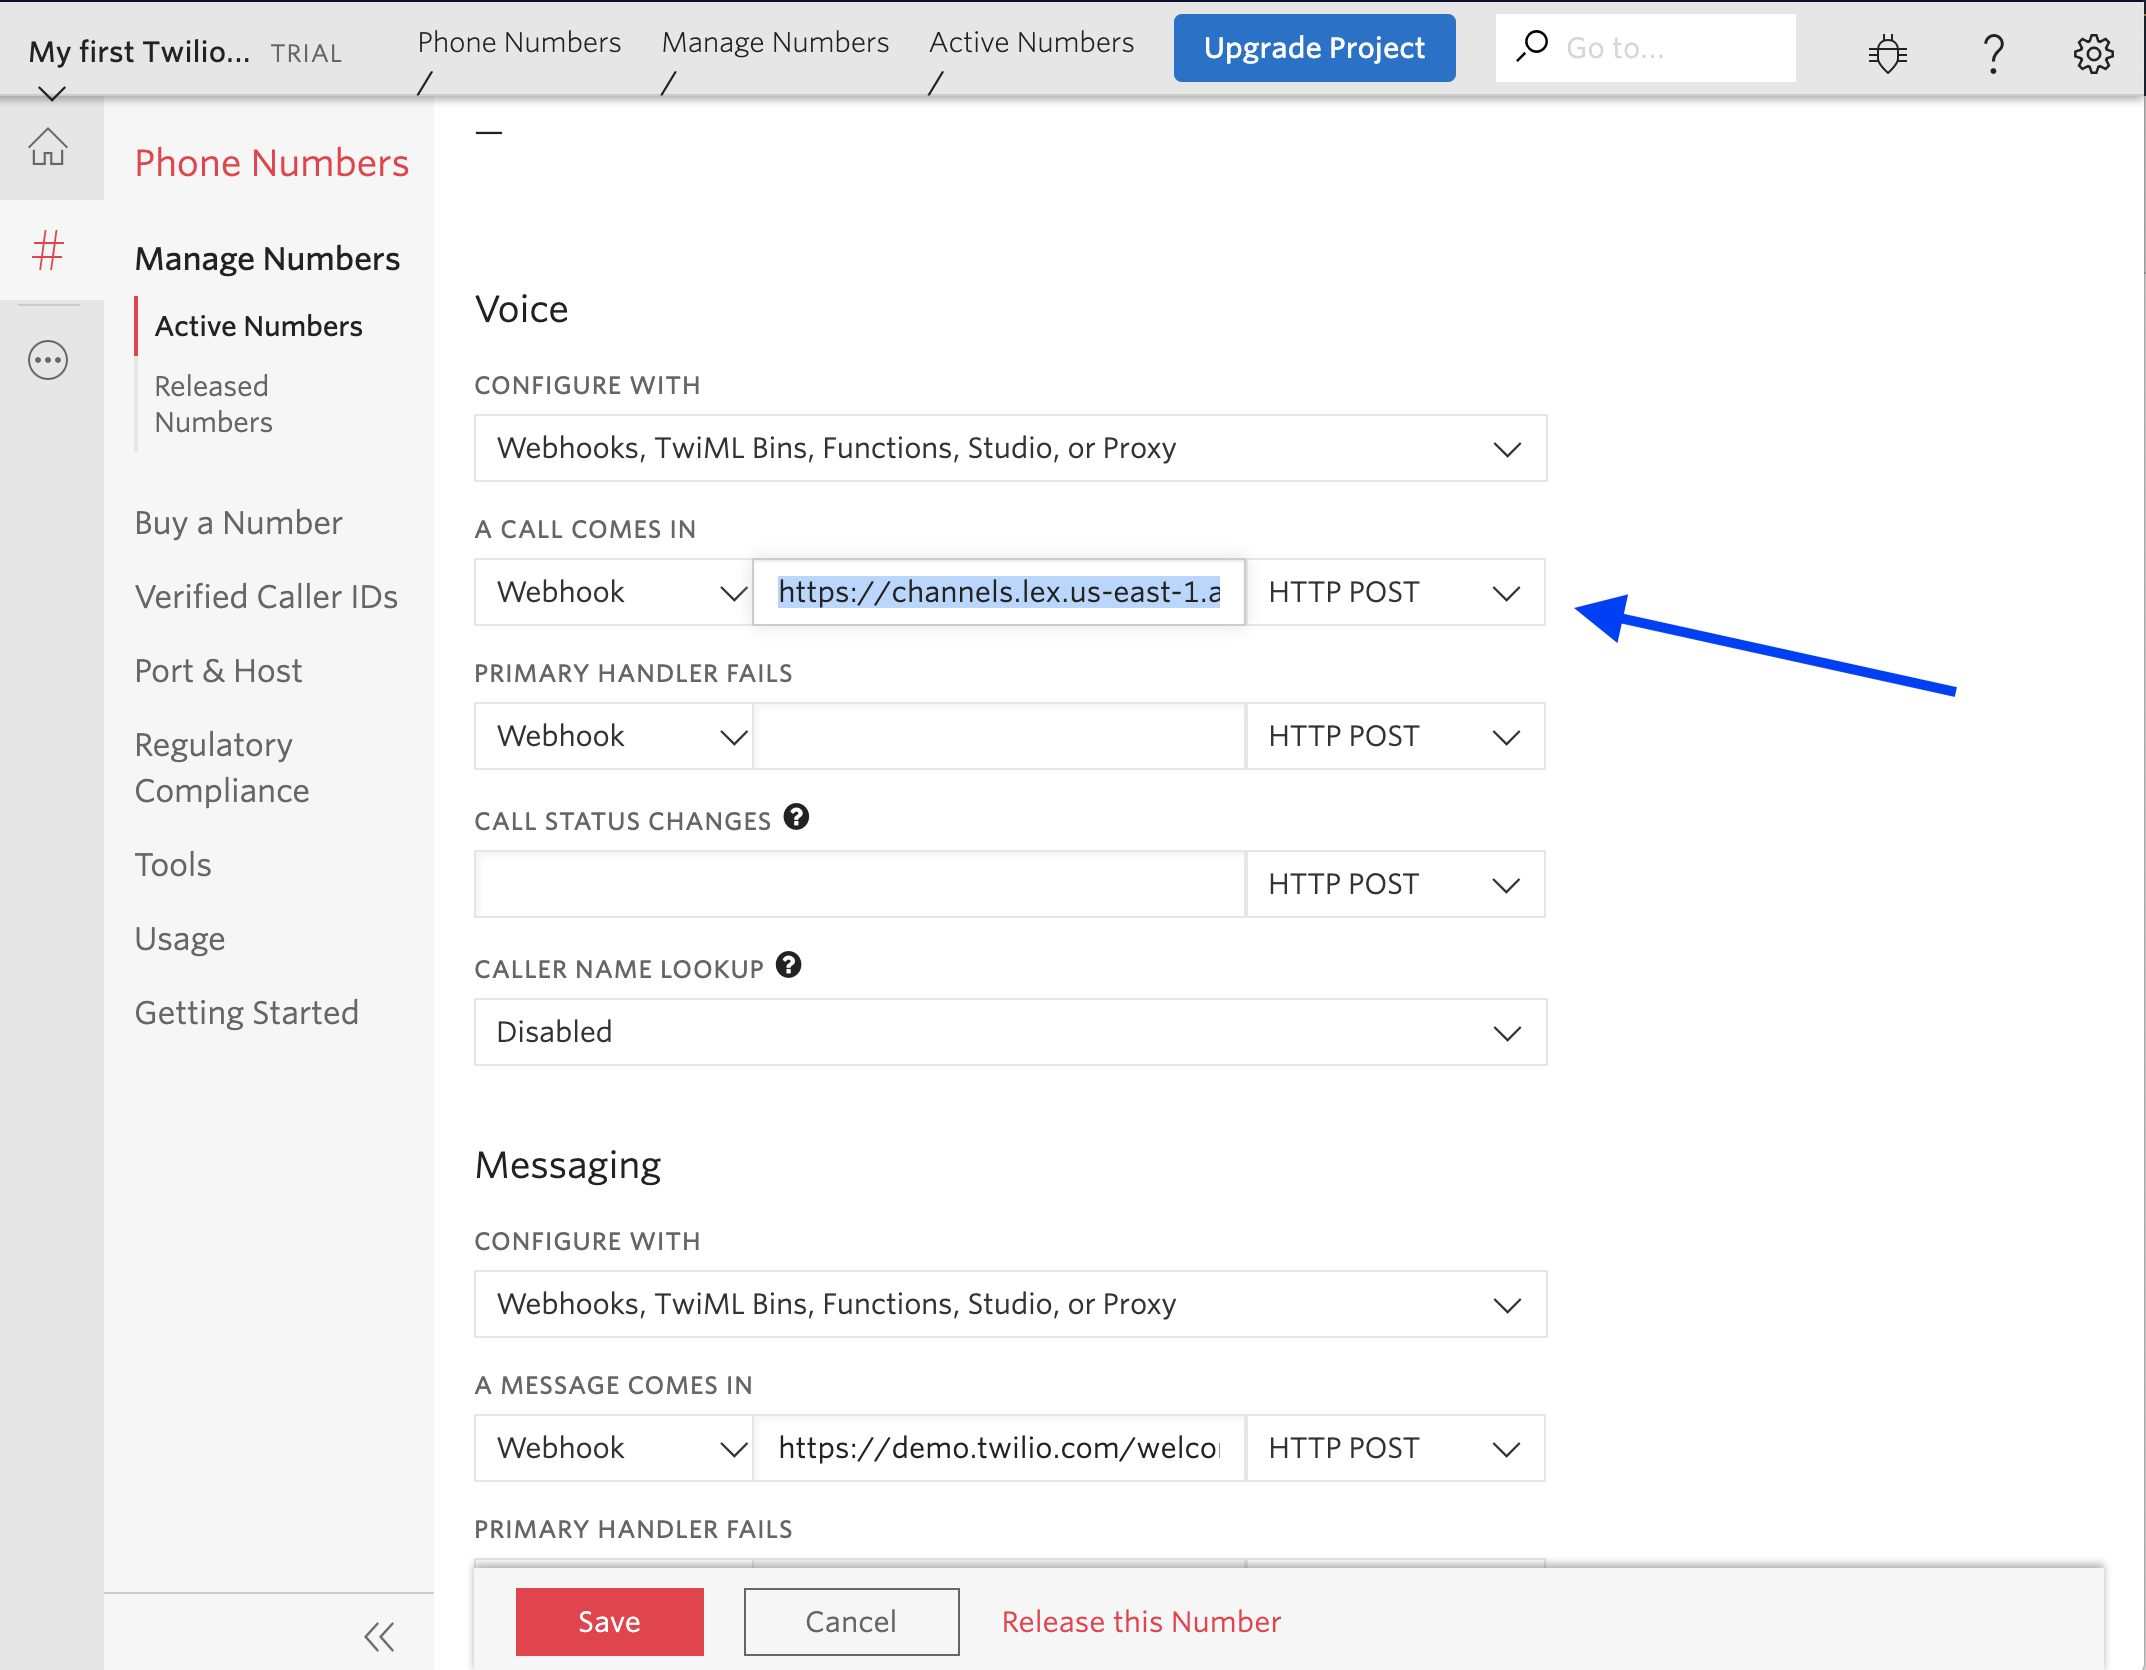 My first Twilio... TRIAL
Phone Numbers / Manage Numbers / Active Numbers /
Upgrade Project
Go to...
?
Phone Numbers
#
Manage Numbers
Active Numbers
Released
Numbers
Buy a Number
Verified Caller IDs
Port & Host
Regulatory
Compliance
Tools
Usage
Getting Started
Voice
CONFIGURE WITH
Webhooks, TwiML Bins, Functions, Studio, or Proxy
A CALL COMES IN
Webhook https://channels.lex.us-east-1.a HTTP POST
PRIMARY HANDLER FAILS
Webhook HTTP POST
CALL STATUS CHANGES ?
HTTP POST
CALLER NAME LOOKUP ?
Disabled
Messaging
CONFIGURE WITH
Webhooks, TwiML Bins, Functions, Studio, or Proxy
A MESSAGE COMES IN
Webhook https://demo.twilio.com/welco HTTP POST
PRIMARY HANDLER FAILS
Save Cancel Release this Number